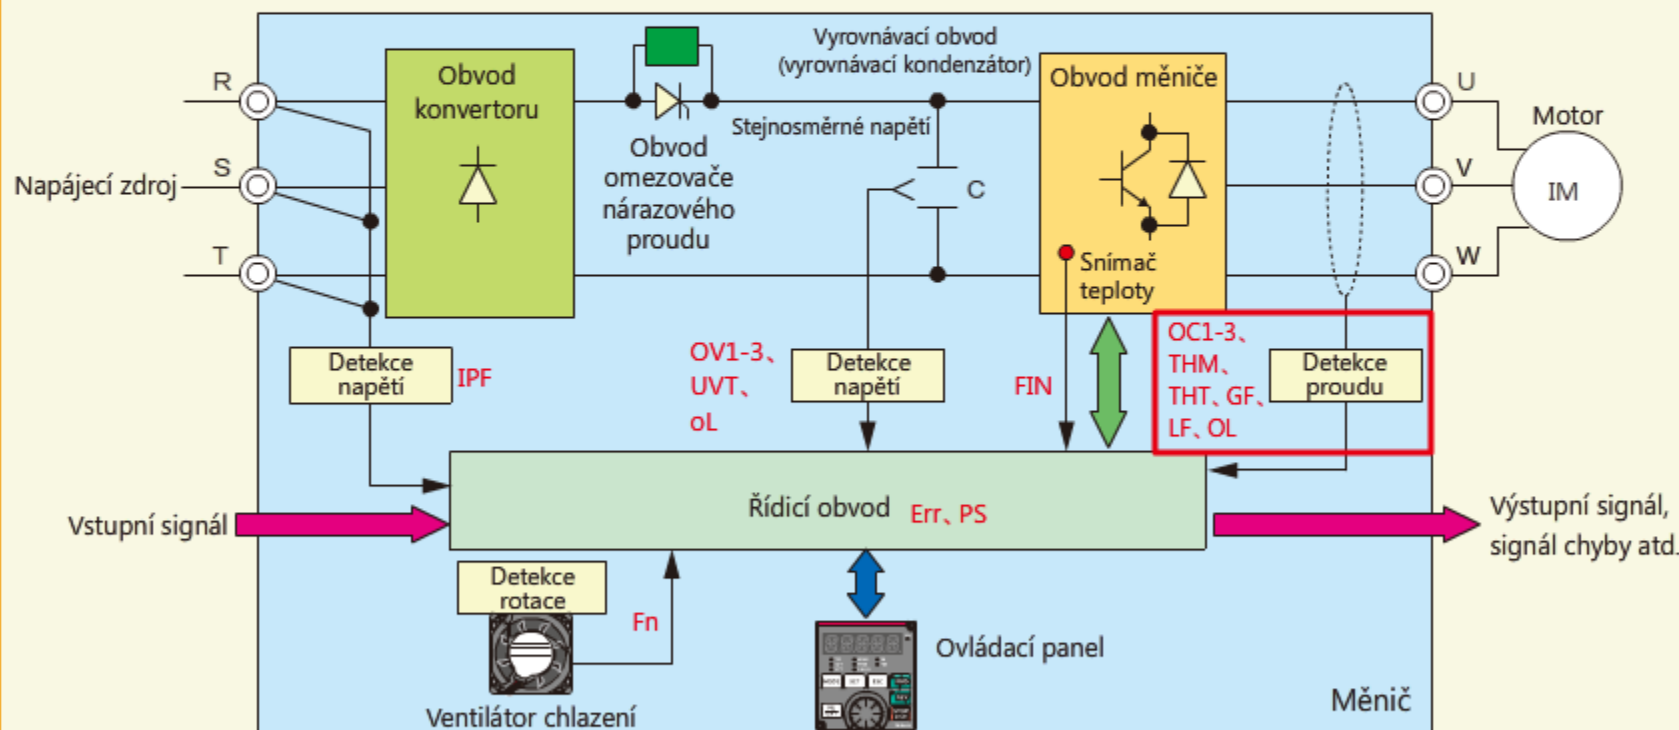 Vyrovnávací obvod
(vyrovnávací kondenzátor)
R
Obvod
konvertoru
Obvod měniče
U
Motor
Stejnosměrné napětí
Obvod
omezovače
nárazového
proudu
Napájecí zdroj
S
C
V
IM
T
Snímač
teploty
W
Detekce
napětí
IPF
OV1-3、
UVT、
oL
Detekce
napětí
FIN
OC1-3、
THM、
THT、GF、
LF、OL
Detekce
proudu
Vstupní signál
Řídicí obvod
Err、PS
Výstupní signál,
signál chyby atd.
Detekce
rotace
Fn
Ovládací panel
Ventilátor chlazení
Měnič